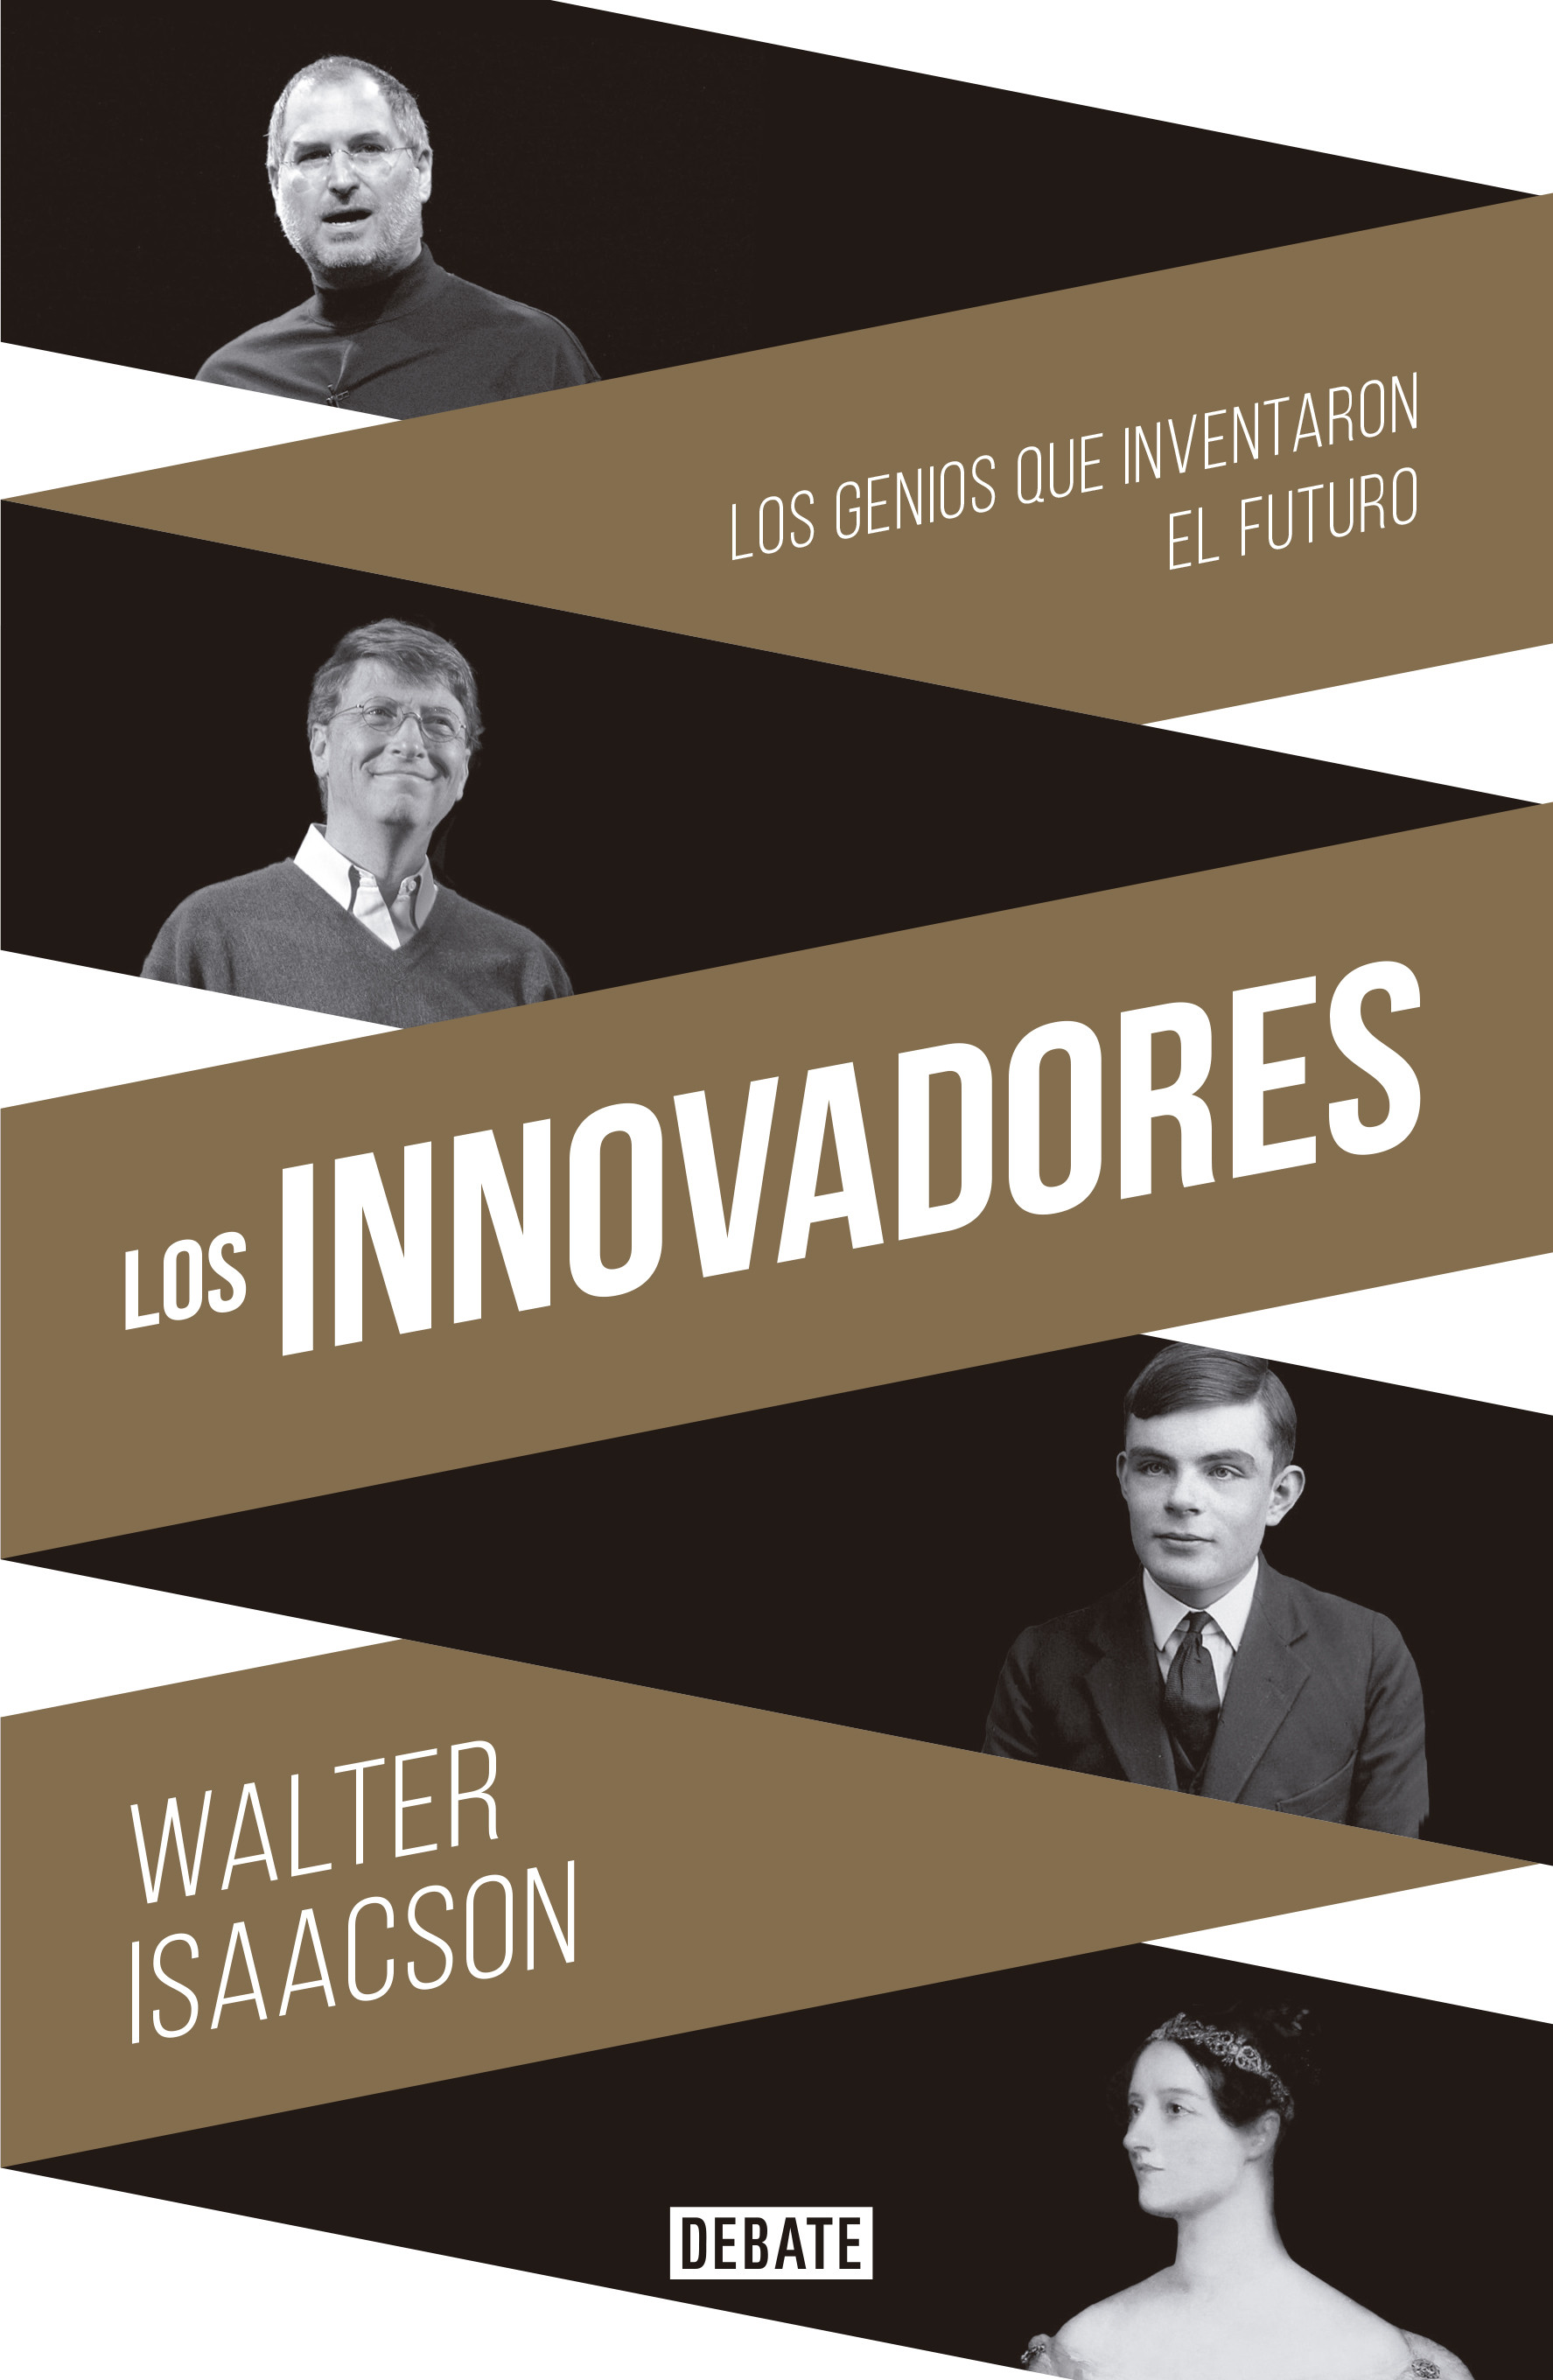 LOS GENIOS QUE INVENTARON
EL FUTURO
LOS INNOVADORES
WALTER
ISAACSON
DEBATE